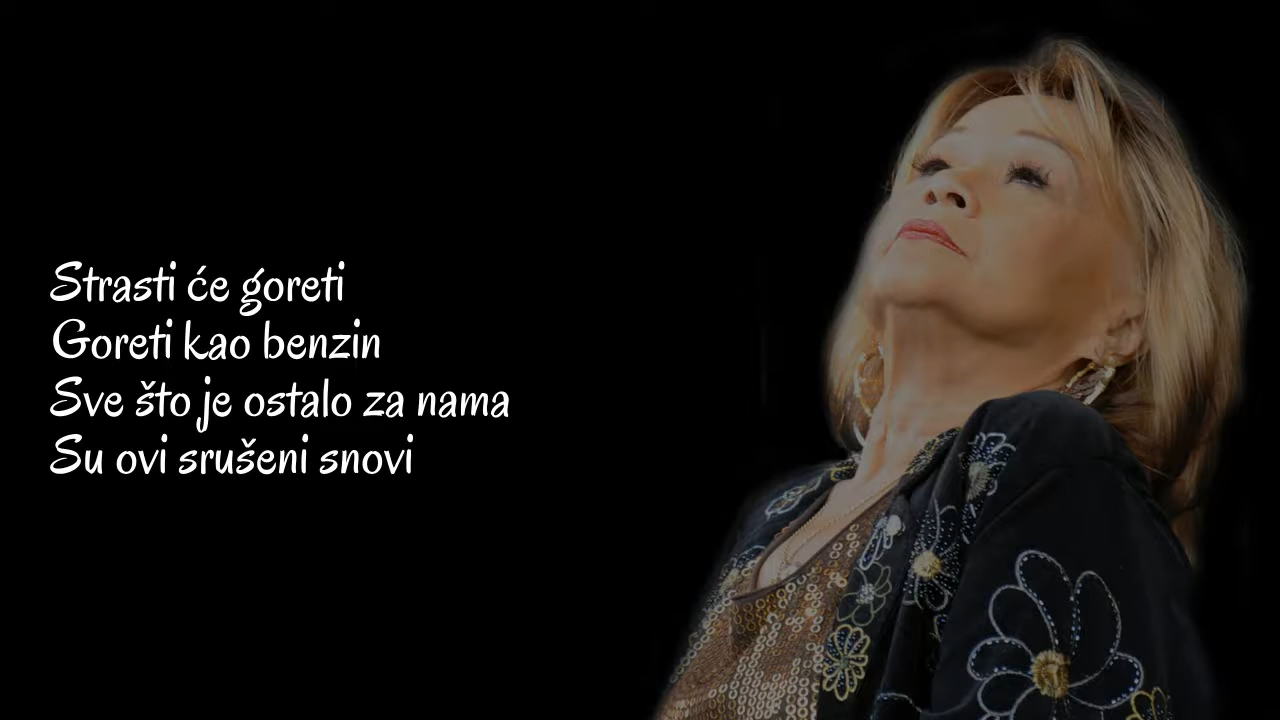 Strasti će goreti
Goreti kao benzin
Sve što je ostalo za nama
Su ovi srušeni snovi